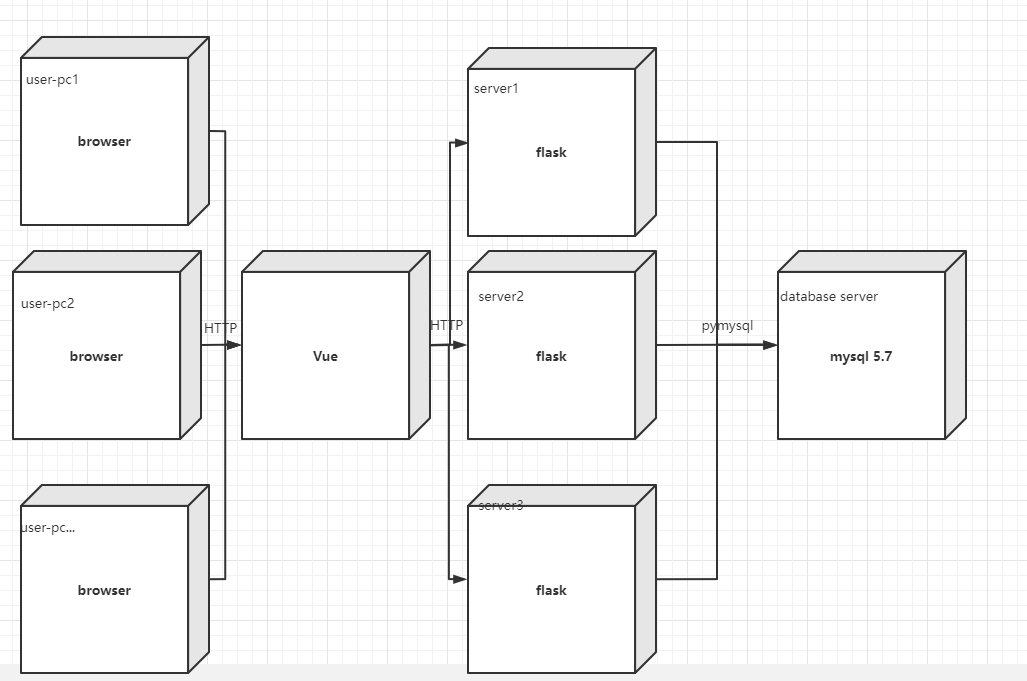 user-pc1
browser
server1
flask
user-pc2
browser
HTTP
Vue
HTTP
server2
flask
pymysql
database server
mysql 5.7
user-pc...
browser
server3
flask